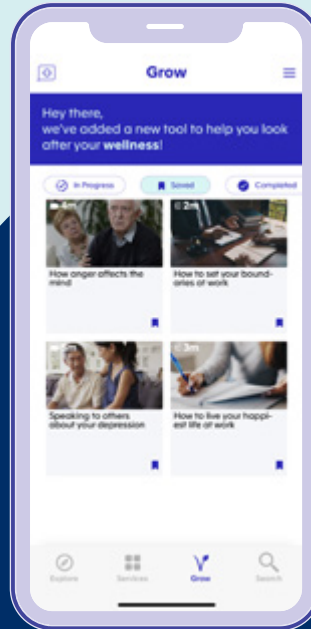 Grow
Hey there,
we've added a new tool to help you look
after your wellness!
In Progress
Saved
Completed
4m
2m
How anger affects the
mind
How to set your bound-
aries at work
3m
Speaking to others
about your depression
How to live your happi-
est life at work
Explore
Services
Grow
Search